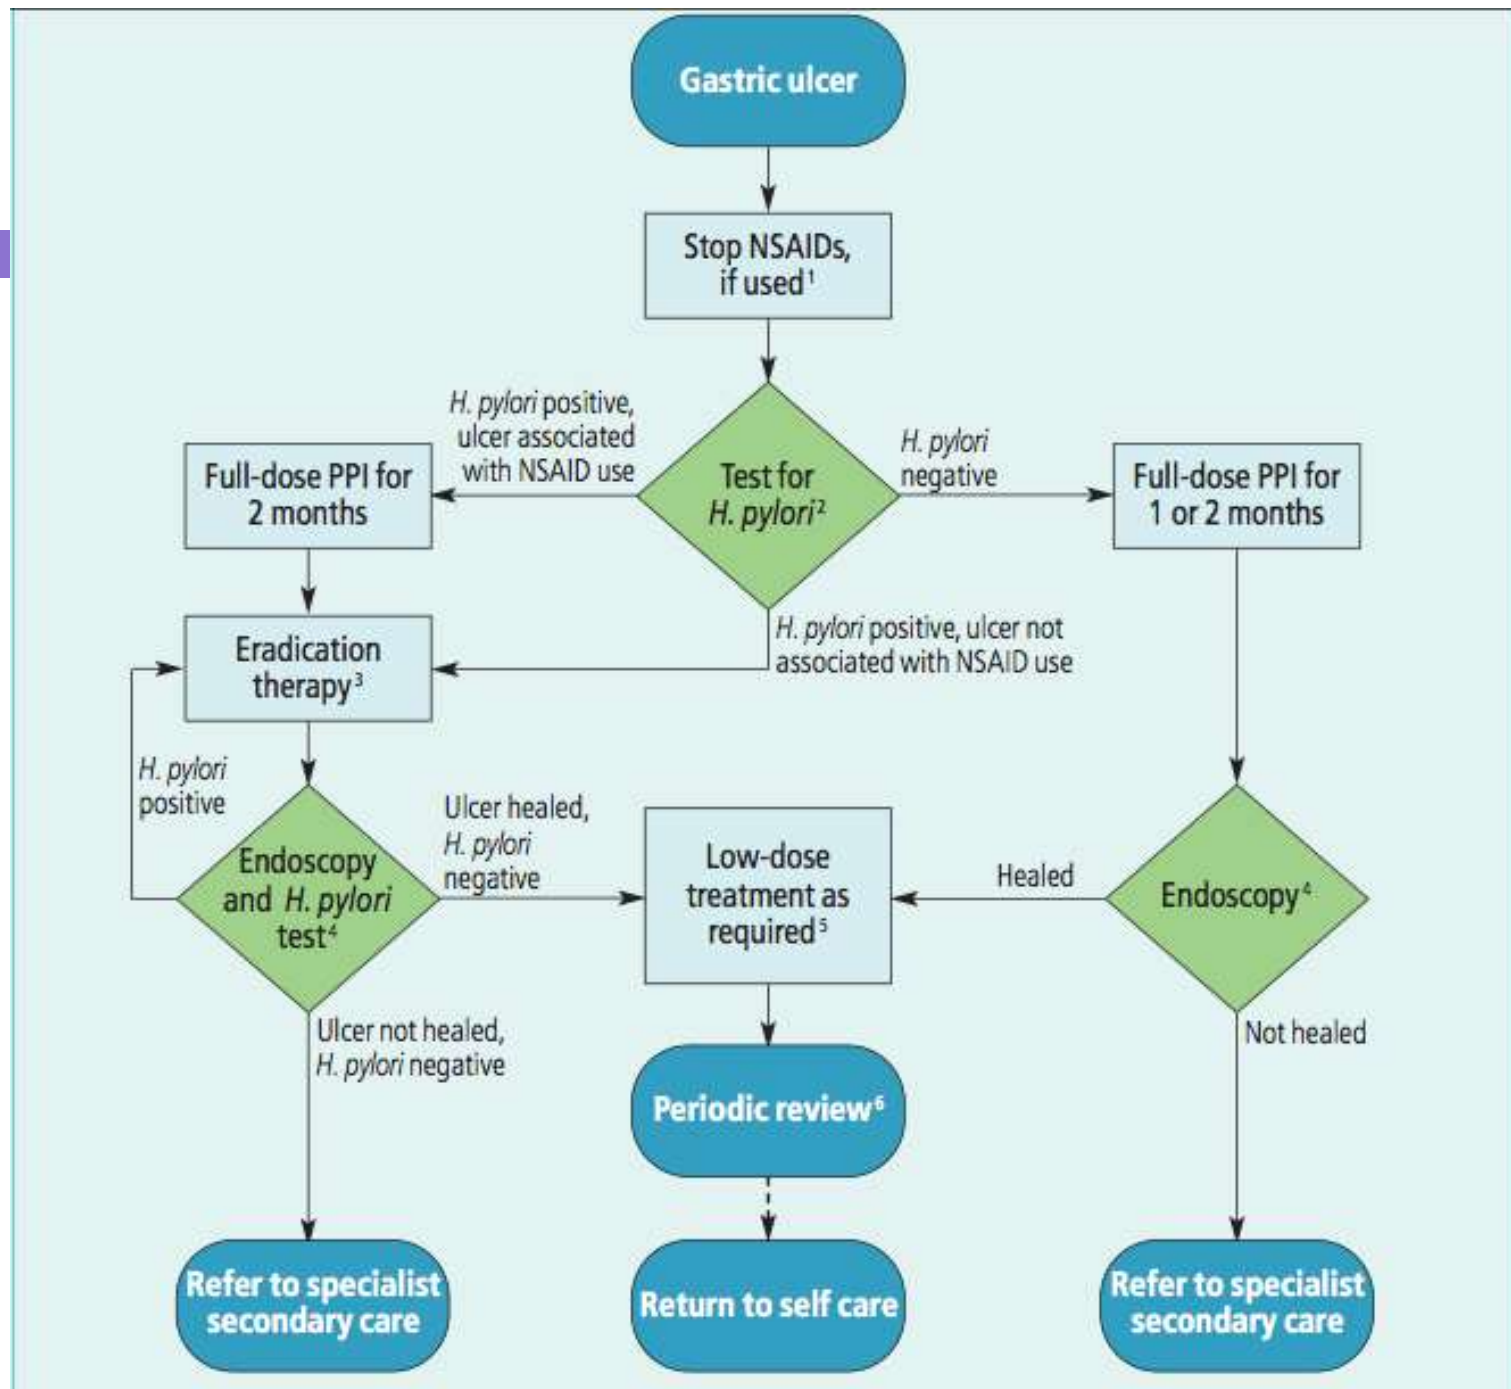 Gastric ulcer
Stop NSAIDs,
if used¹
H. pylori positive,
ulcer associated
with NSAID use
H. pylori
negative
Full-dose PPI for
2 months
Test for
H. pylori²
Full-dose PPI for
1 or 2 months
H. pylori positive, ulcer not
associated with NSAID use
Eradication
therapy³
H. pylori
positive
Ulcer healed,
H. pylori
negative
Endoscopy
and H. pylori
test⁴
Low-dose
treatment as
required⁵
Healed
Endoscopy⁴
Ulcer not healed,
H. pylori negative
Not healed
Periodic review⁶
Refer to specialist
secondary care
Return to self care
Refer to specialist
secondary care